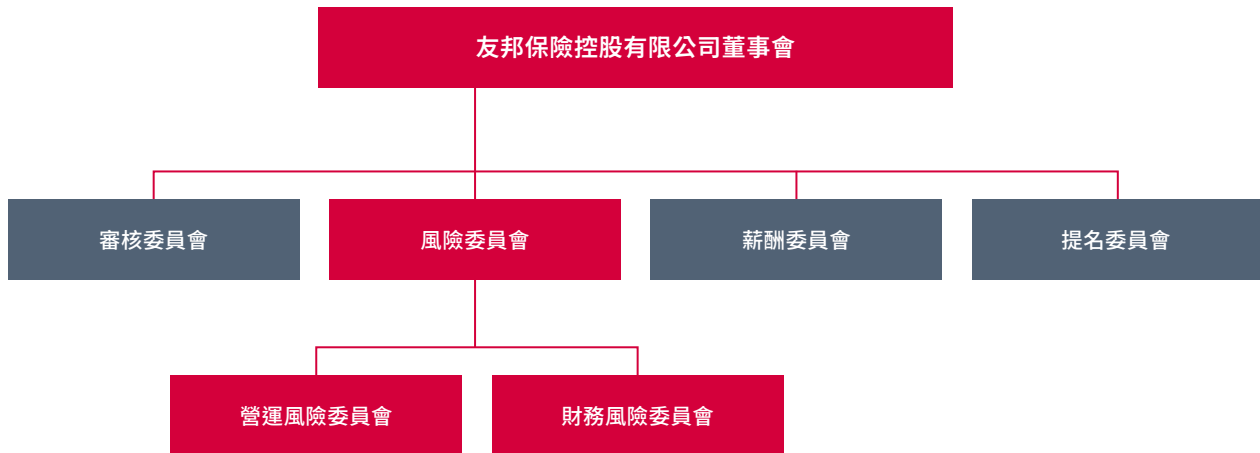 友邦保險控股有限公司董事會
審核委員會
風險委員會
薪酬委員會
提名委員會
營運風險委員會
財務風險委員會